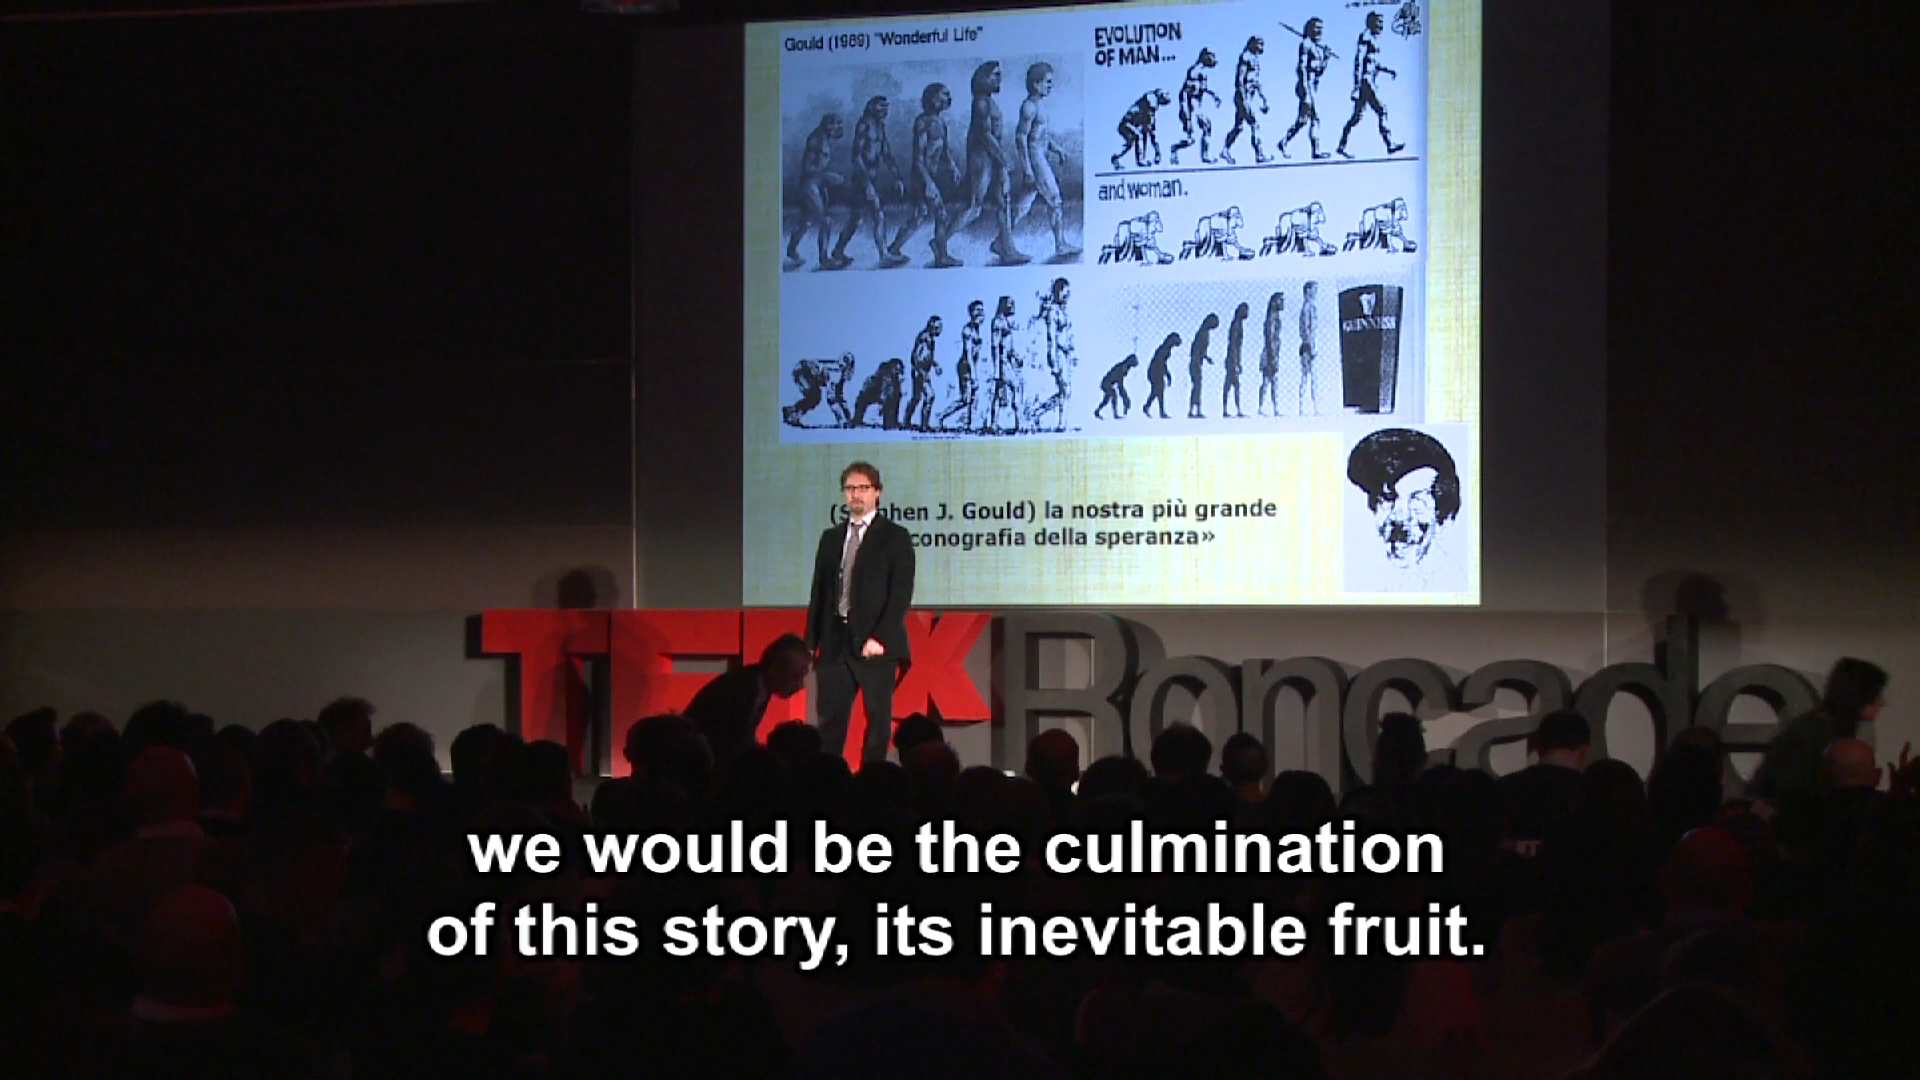 Gould (1989) "Wonderful Life"
EVOLUTION
OF MAN...
and woman.
GUINNESS
hen J. Gould) la nostra più grande
conografia della speranza»
TEDxRoncade
we would be the culmination
of this story, its inevitable fruit.